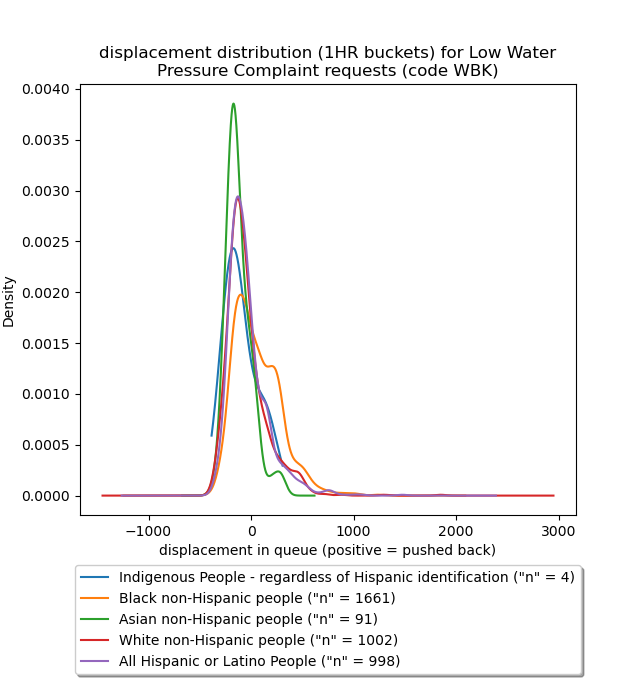 displacement distribution (1HR buckets) for Low Water
Pressure Complaint requests (code WBK)
0.0040
0.0035
0.0030
0.0025
0.0020
0.0015
0.0010
0.0005
0.0000
Density
−1000
0
1000
2000
3000
displacement in queue (positive = pushed back)
Indigenous People - regardless of Hispanic identification ("n" = 4)
Black non-Hispanic people ("n" = 1661)
Asian non-Hispanic people ("n" = 91)
White non-Hispanic people ("n" = 1002)
All Hispanic or Latino People ("n" = 998)